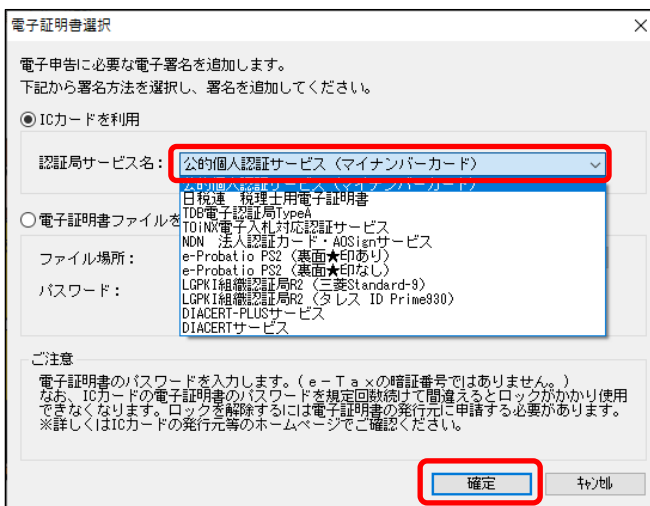 電子証明書選択
電子申告に必要な電子署名を追加します。
下記から署名方法を選択し、署名を追加してください。
ICカードを利用
認証局サービス名： 公的個人認証サービス（マイナンバーカード）
公的個人認証サービス（マイナンバーカード）
日税連　税理士用電子証明書
TDB電子認証局TypeA
TOiNX電子入札対応認証サービス
NDN　法人認証カード・AOSignサービス
e-Probatio PS2（裏面★印あり）
e-Probatio PS2（裏面★印なし）
LGPKI組織認証局R2（三菱Standard-9）
LGPKI組織認証局R2（タレス ID Prime930）
DIACERT-PLUSサービス
DIACERTサービス
電子証明書ファイルを
ファイル場所：
パスワード：
ご注意
電子証明書のパスワードを入力します。(ｅ－Ｔａｘの暗証番号ではありません。)
なお、ICカードの電子証明書のパスワードを規定回数続けて間違えるとロックがかかり使用
できなくなります。ロックを解除するには電子証明書の発行元に申請する必要があります。
※詳しくはICカードの発行元等のホームページでご確認ください。
確定
ｷｬﾝｾﾙ